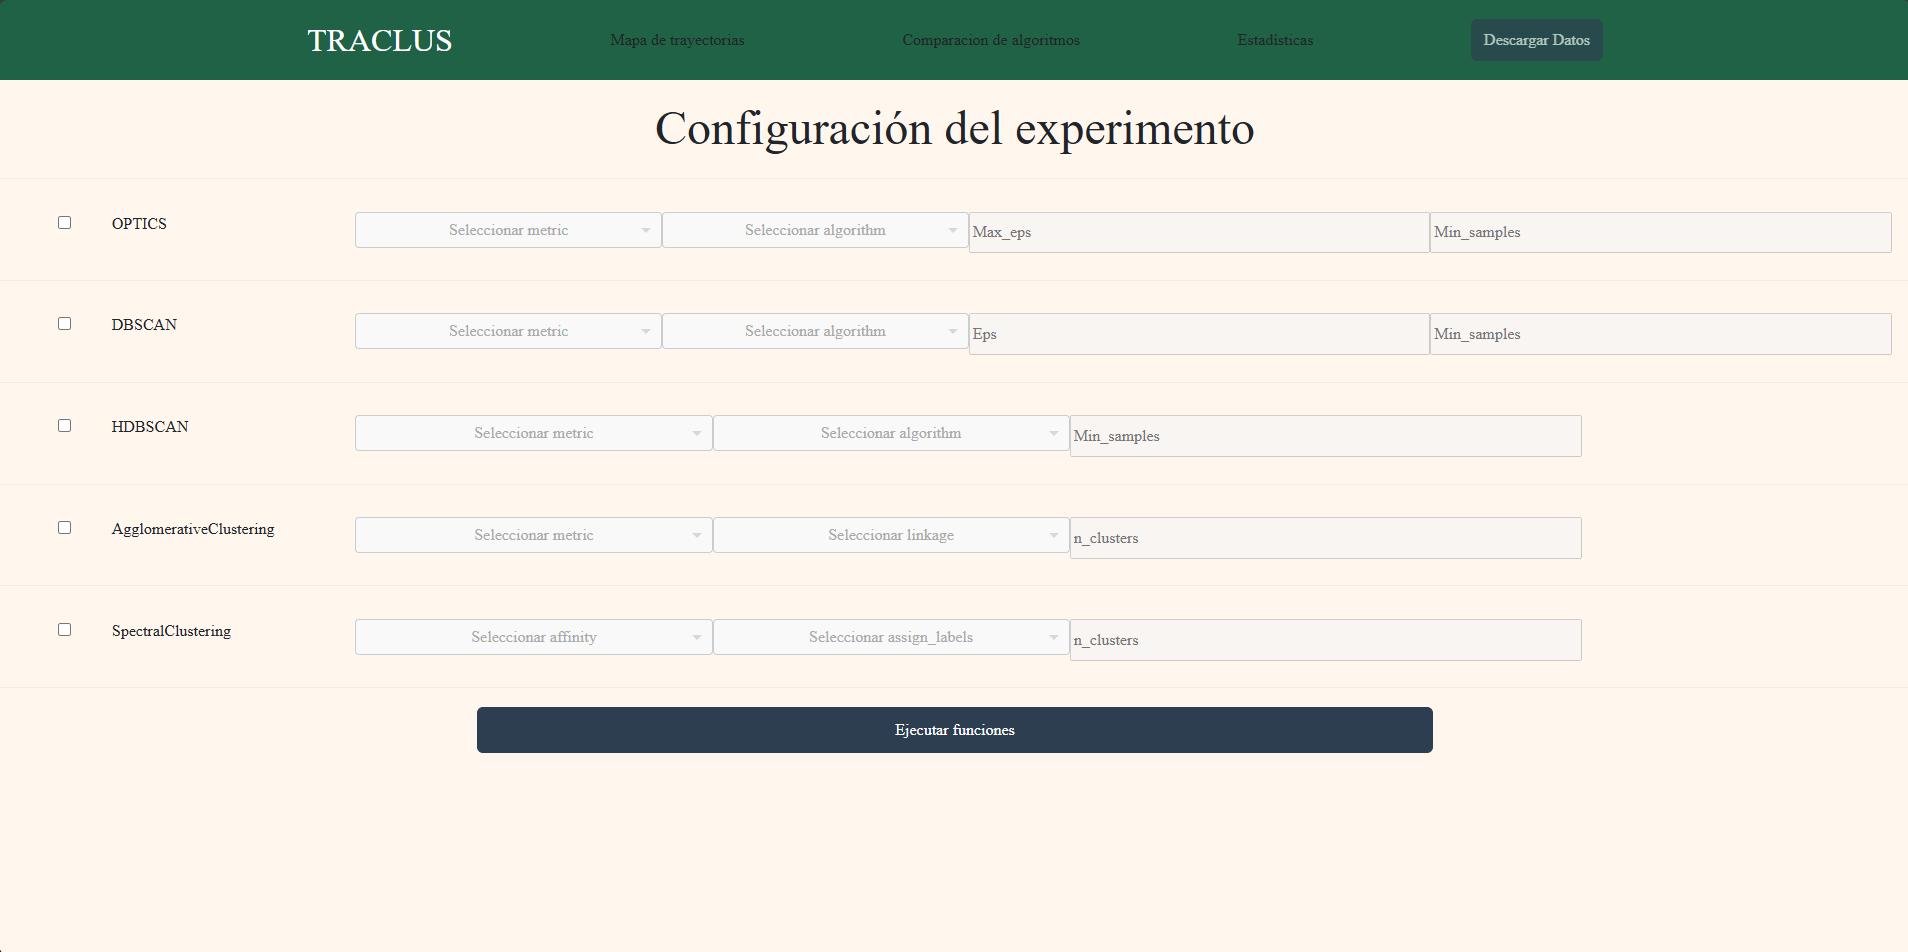 TRACLUS Mapa de trayectorias Comparacion de algoritmos Estadisticas Descargar Datos
Configuración del experimento
OPTICS Seleccionar metric Seleccionar algorithm Max_eps Min_samples
DBSCAN Seleccionar metric Seleccionar algorithm Eps Min_samples
HDBSCAN Seleccionar metric Seleccionar algorithm Min_samples
AgglomerativeClustering Seleccionar metric Seleccionar linkage n_clusters
SpectralClustering Seleccionar affinity Seleccionar assign_labels n_clusters
Ejecutar funciones